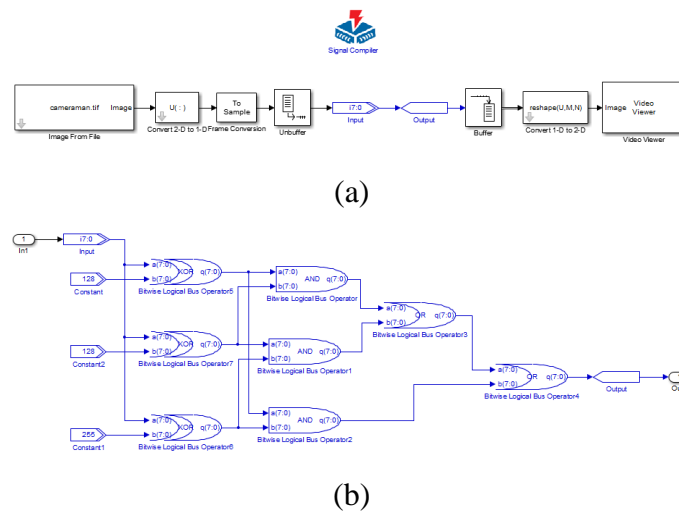 Signal Compiler
cameraman.tif Image
Image From File
U( : )
Convert 2-D to 1-D
To
Sample
Frame Conversion
Unbuffer
i7:0
Input
Output
Buffer
reshape(U,M,N)
Convert 1-D to 2-D
Image
Video
Viewer
Video Viewer
(a)
1
In1
i7:0
Input
128
Constant
a(7:0)
b(7:0)
XOR q(7:0)
Bitwise Logical Bus Operator5
a(7:0)
b(7:0)
AND q(7:0)
Bitwise Logical Bus Operator
a(7:0)
b(7:0)
OR q(7:0)
Bitwise Logical Bus Operator3
128
Constant2
a(7:0)
b(7:0)
XOR q(7:0)
Bitwise Logical Bus Operator7
a(7:0)
b(7:0)
AND q(7:0)
Bitwise Logical Bus Operator1
a(7:0)
b(7:0)
OR q(7:0)
Bitwise Logical Bus Operator4
Output
255
Constant1
a(7:0)
b(7:0)
XOR q(7:0)
Bitwise Logical Bus Operator6
a(7:0)
b(7:0)
AND q(7:0)
Bitwise Logical Bus Operator2
(b)